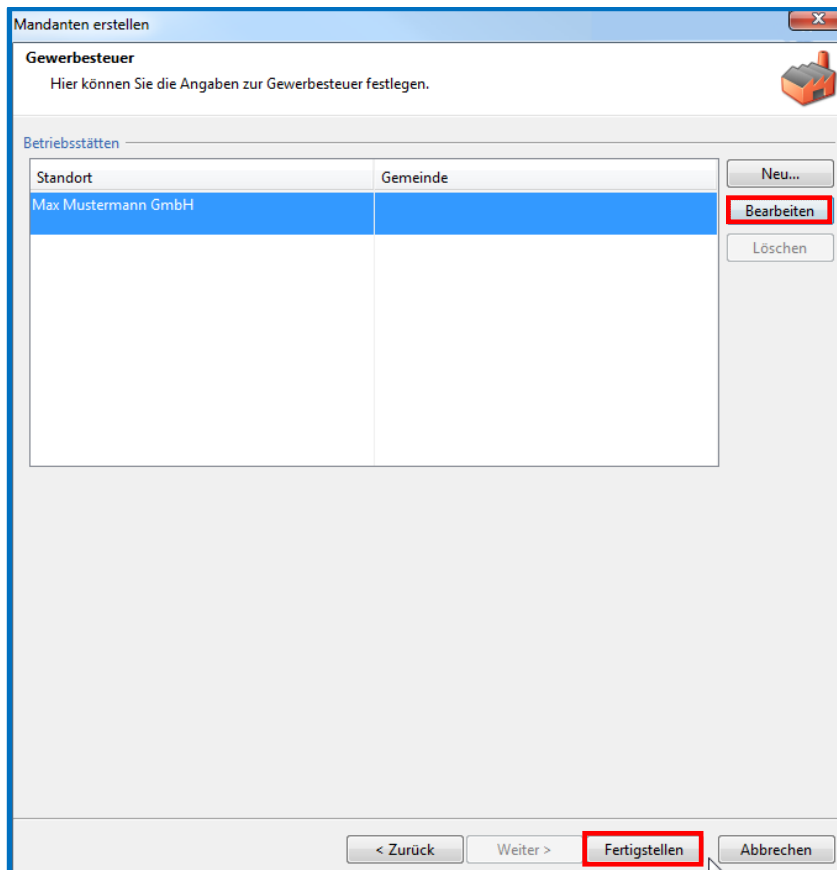 Mandanten erstellen
Gewerbesteuer
Hier können Sie die Angaben zur Gewerbesteuer festlegen.
Betriebsstätten
Standort Gemeinde
Max Mustermann GmbH
Neu...
Bearbeiten
Löschen
< Zurück Weiter > Fertigstellen Abbrechen